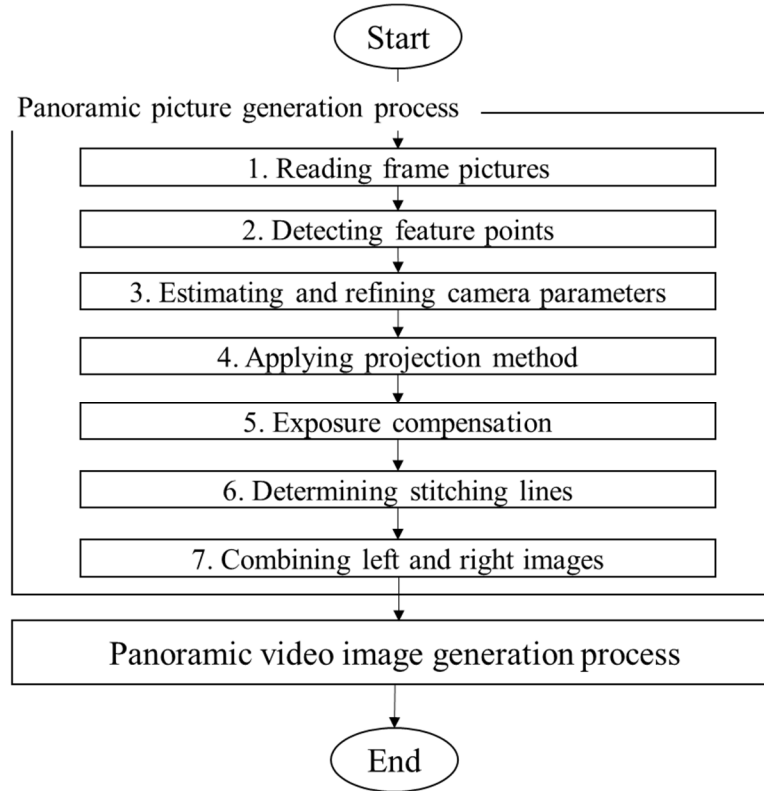 Start
Panoramic picture generation process
1. Reading frame pictures
2. Detecting feature points
3. Estimating and refining camera parameters
4. Applying projection method
5. Exposure compensation
6. Determining stitching lines
7. Combining left and right images
Panoramic video image generation process
End